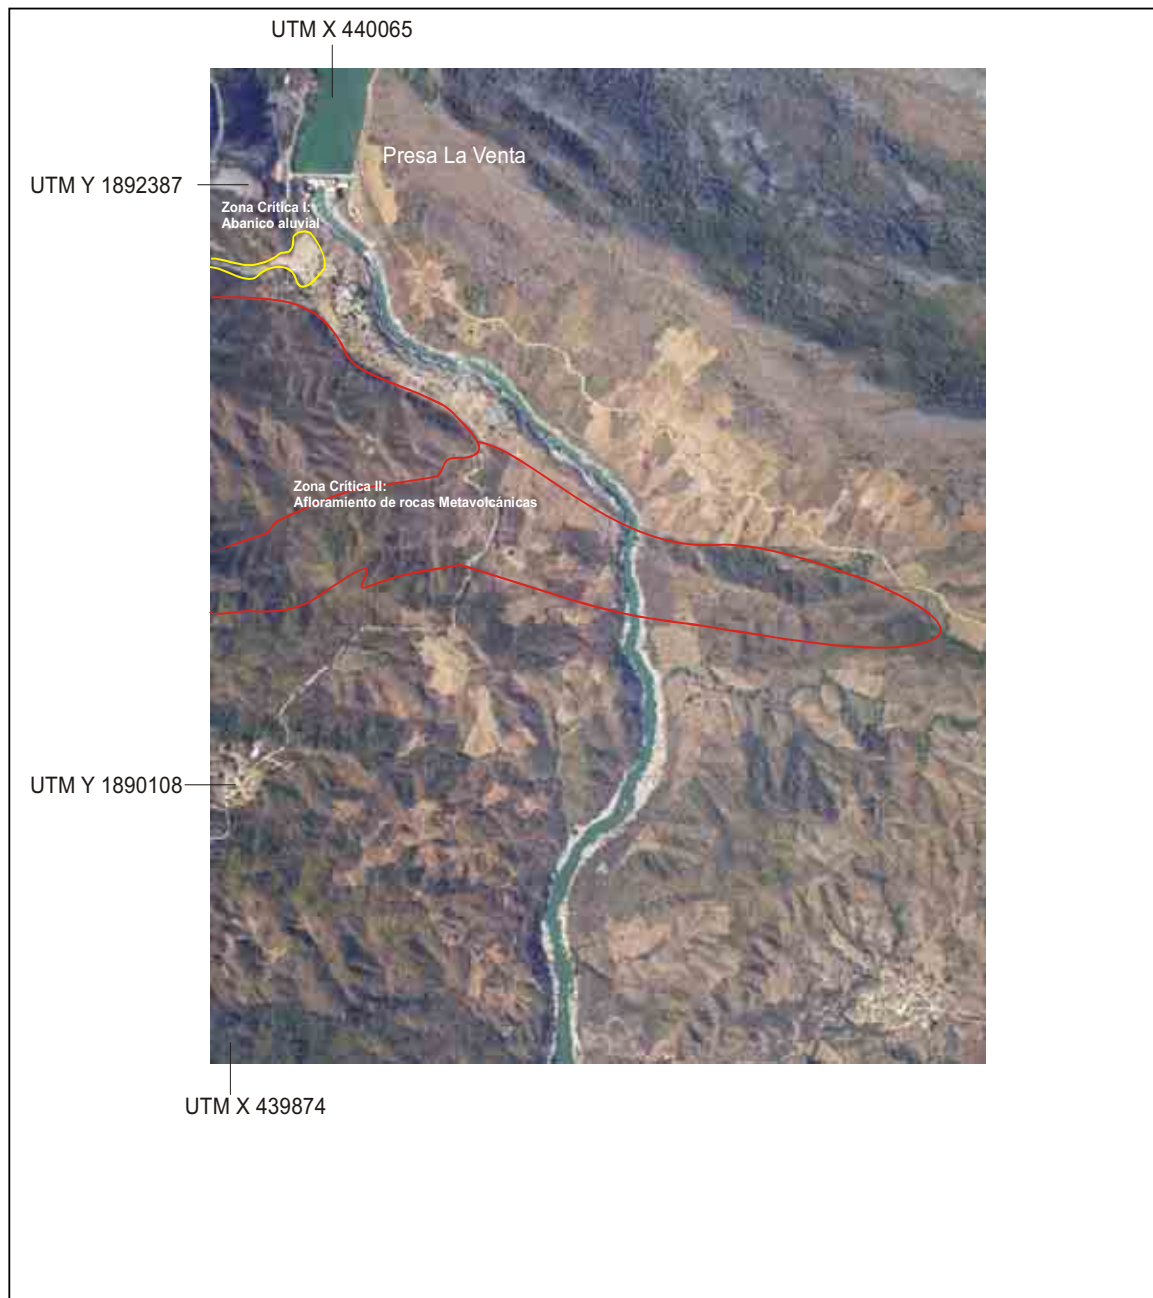 UTM X 440065
Presa La Venta
UTM Y 1892387
Zona Crítica I:
Abanico aluvial
Zona Crítica II:
Afloramiento de rocas Metavolcánicas
UTM Y 1890108
UTM X 439874